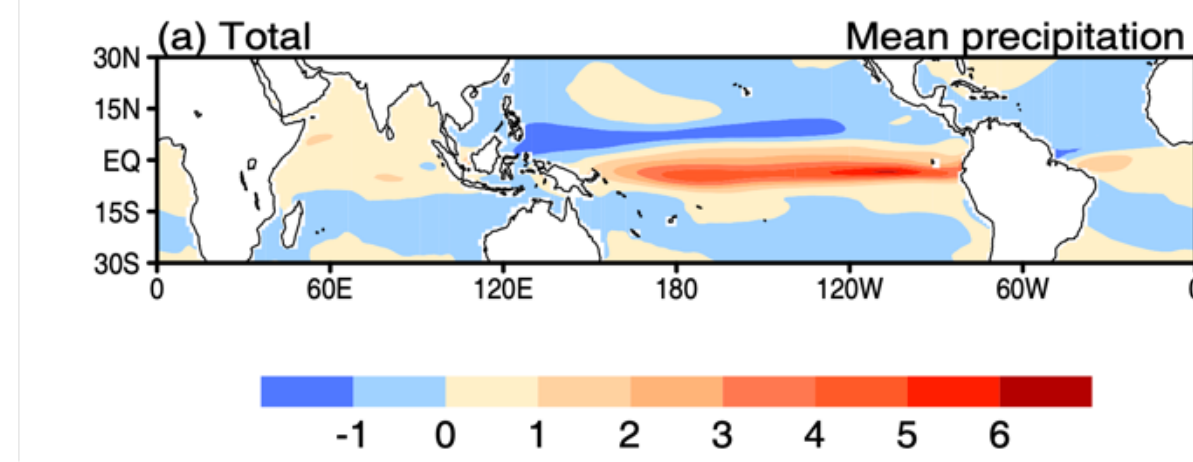 (a) Total Mean precipitation
30N
15N
EQ
15S
30S
0 60E 120E 180 120W 60W 0
-1 0 1 2 3 4 5 6